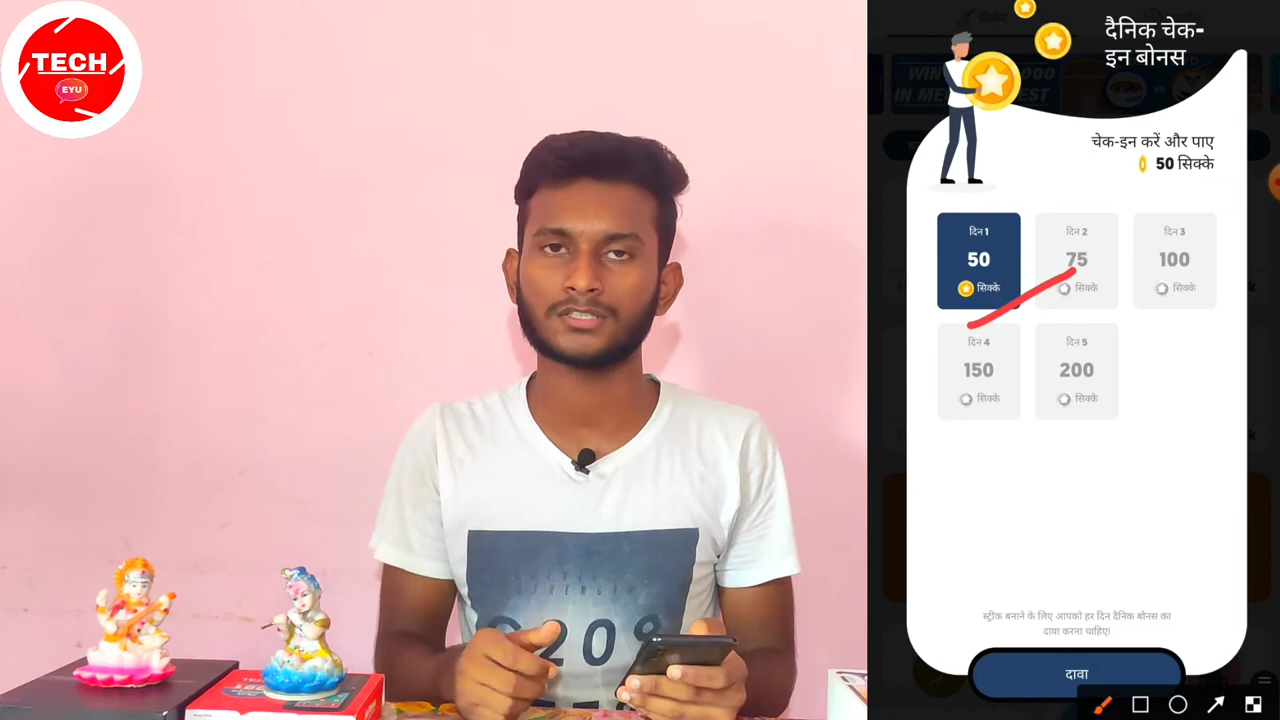 TECH
EYU
दैनिक चेक-
इन बोनस
चेक-इन करें और पाए
50 सिक्के
दिन 1
50
सिक्के
दिन 2
75
सिक्के
दिन 3
100
सिक्के
दिन 4
150
सिक्के
दिन 5
200
सिक्के
स्ट्रीक बनाने के लिए आपको हर दिन दैनिक बोनस का
दावा करना चाहिए!
दावा